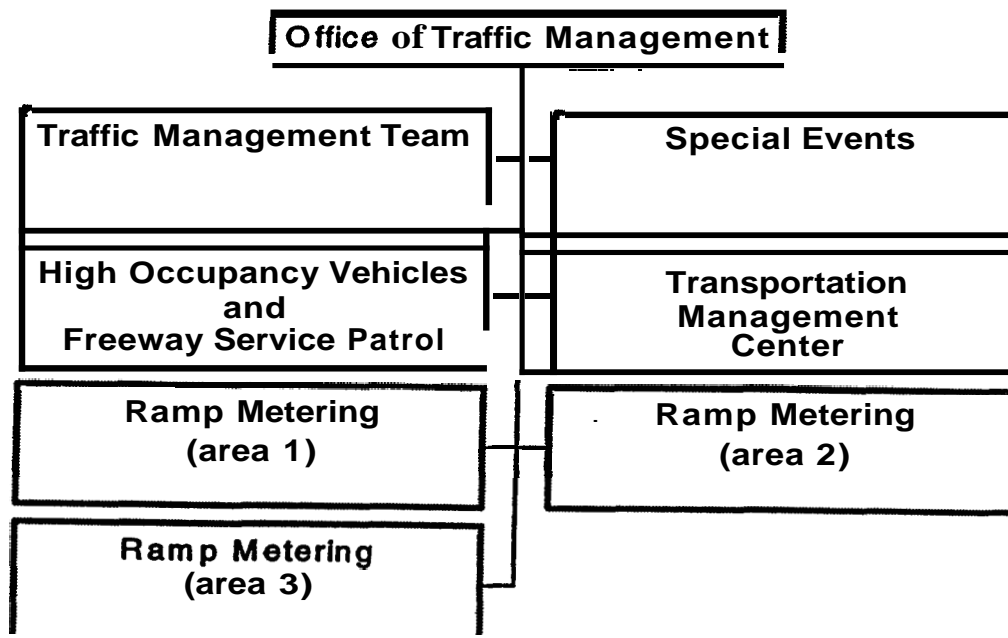 Office of Traffic Management
Traffic Management Team
Special Events
High Occupancy Vehicles
and
Freeway Service Patrol
Transportation
Management
Center
Ramp Metering
(area 1)
Ramp Metering
(area 2)
Ramp Metering
(area 3)